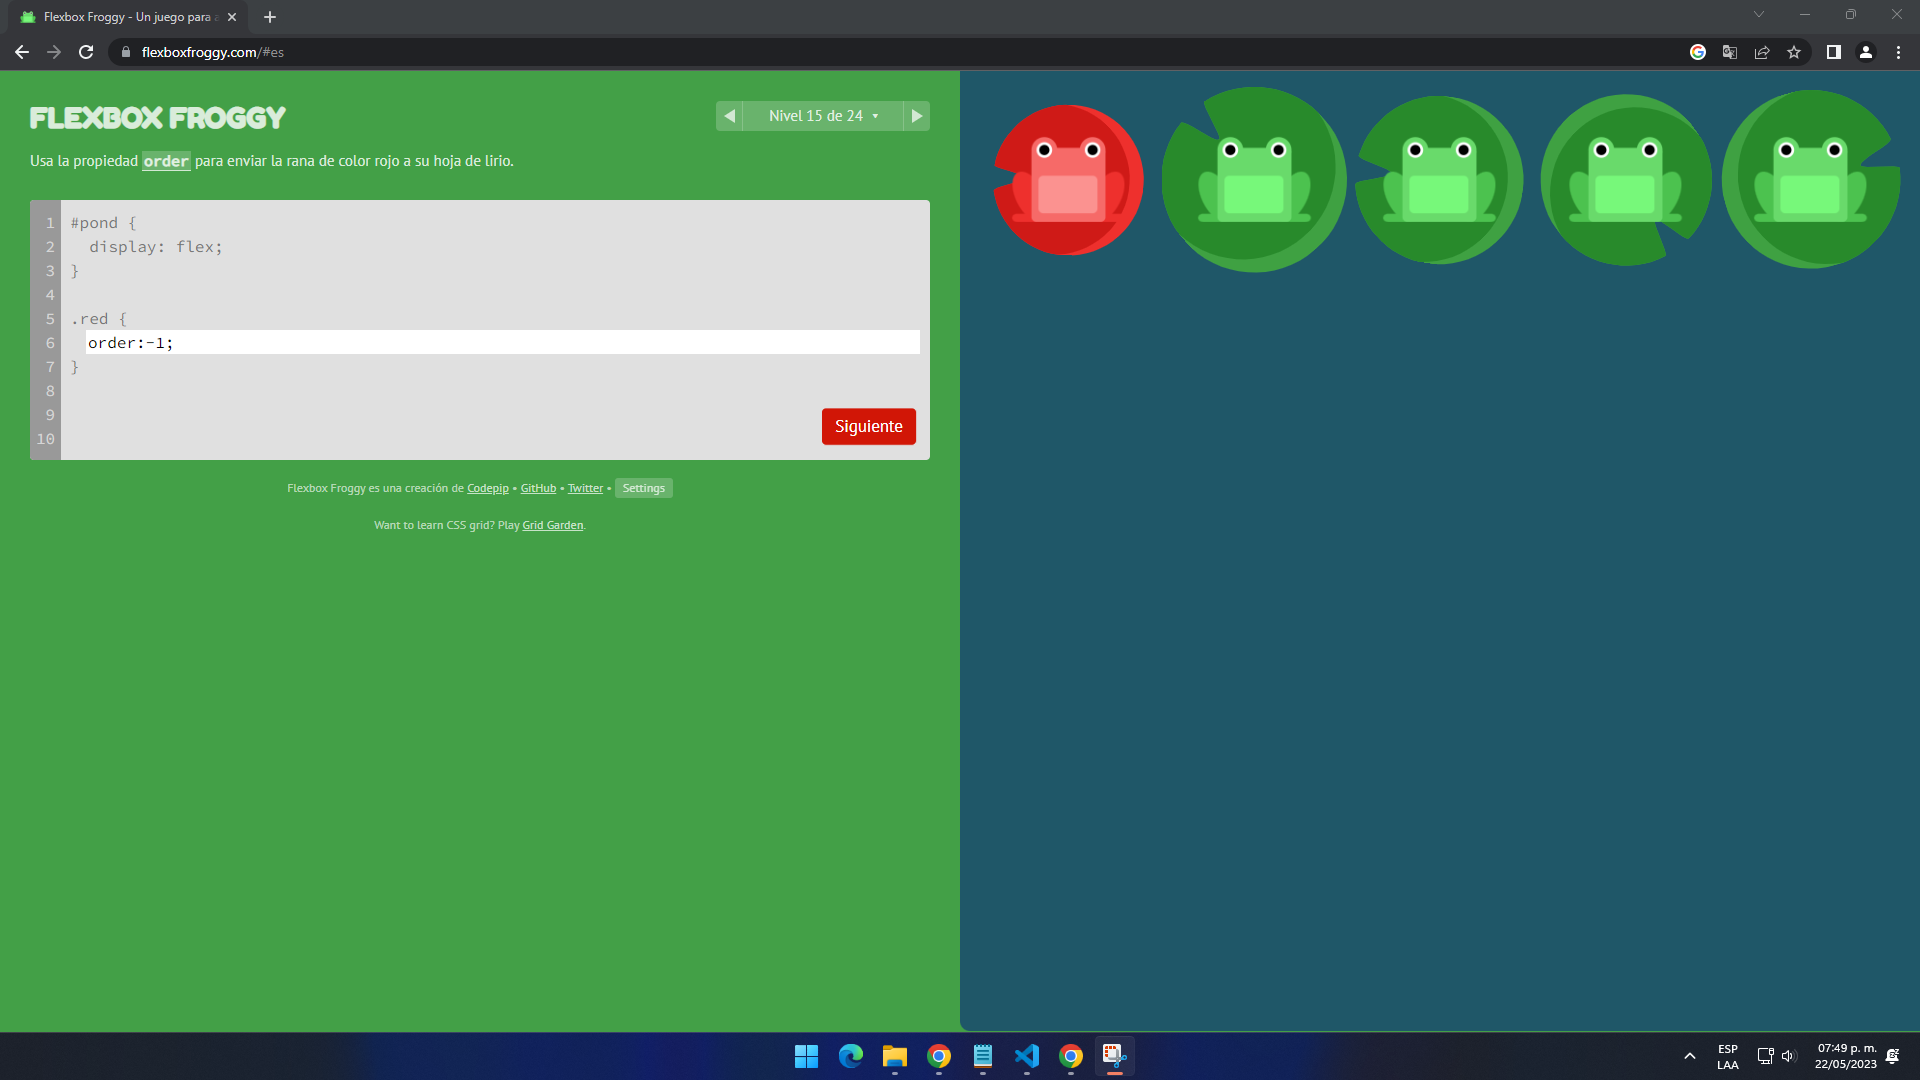 Flexbox Froggy - Un juego para a
flexboxfroggy.com/#es
FLEXBOX FROGGY
Nivel 15 de 24
Usa la propiedad order para enviar la rana de color rojo a su hoja de lirio.
1 #pond {
2 display: flex;
3 }
4
5 .red {
6 order:-1;
7 }
8
9
10
Siguiente
Flexbox Froggy es una creación de Codepip • GitHub • Twitter • Settings
Want to learn CSS grid? Play Grid Garden.
ESP
LAA
07:49 p. m.
22/05/2023